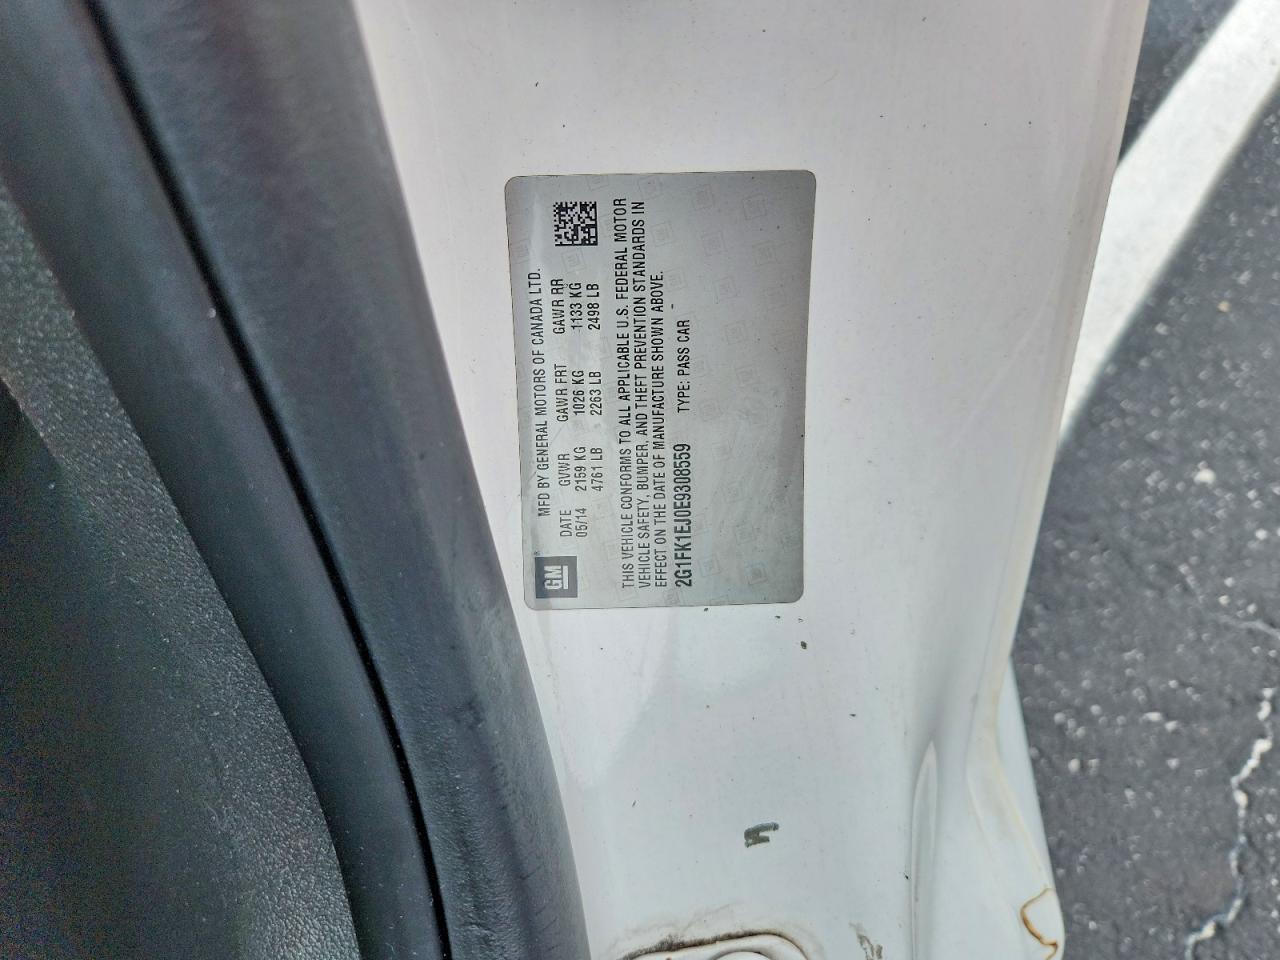 GM®
MFD BY GENERAL MOTORS OF CANADA LTD.
DATE GVWR GAWR FRT GAWR RR
05/14 2159 KG 1026 KG 1133 KG
4761 LB 2263 LB 2498 LB
THIS VEHICLE CONFORMS TO ALL APPLICABLE U.S. FEDERAL MOTOR
VEHICLE SAFETY, BUMPER, AND THEFT PREVENTION STANDARDS IN
EFFECT ON THE DATE OF MANUFACTURE SHOWN ABOVE.
2G1FK1EJ0E9308559 TYPE: PASS CAR